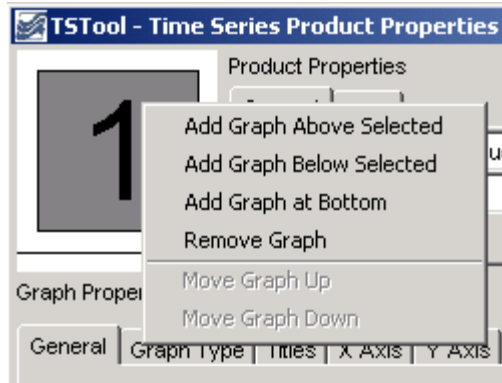 TSTool - Time Series Product Properties
Product Properties
1
Add Graph Above Selected
Add Graph Below Selected
Add Graph at Bottom
Remove Graph
Move Graph Up
Move Graph Down
Graph Proper
General Graph Type Titles X Axis Y Axis